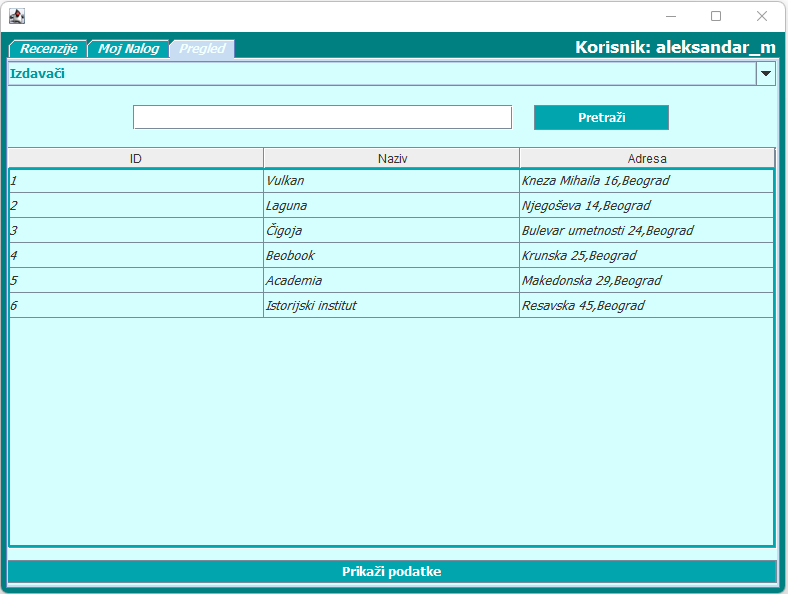 Recenzije Moj Nalog Pregled Korisnik: aleksandar_m
Izdavači
Pretraži
ID Naziv Adresa
1 Vulkan Kneza Mihaila 16,Beograd
2 Laguna Njegoševa 14,Beograd
3 Čigoja Bulevar umetnosti 24,Beograd
4 Beobook Krunska 25,Beograd
5 Academia Makedonska 29,Beograd
6 Istorijski institut Resavska 45,Beograd
Prikaži podatke